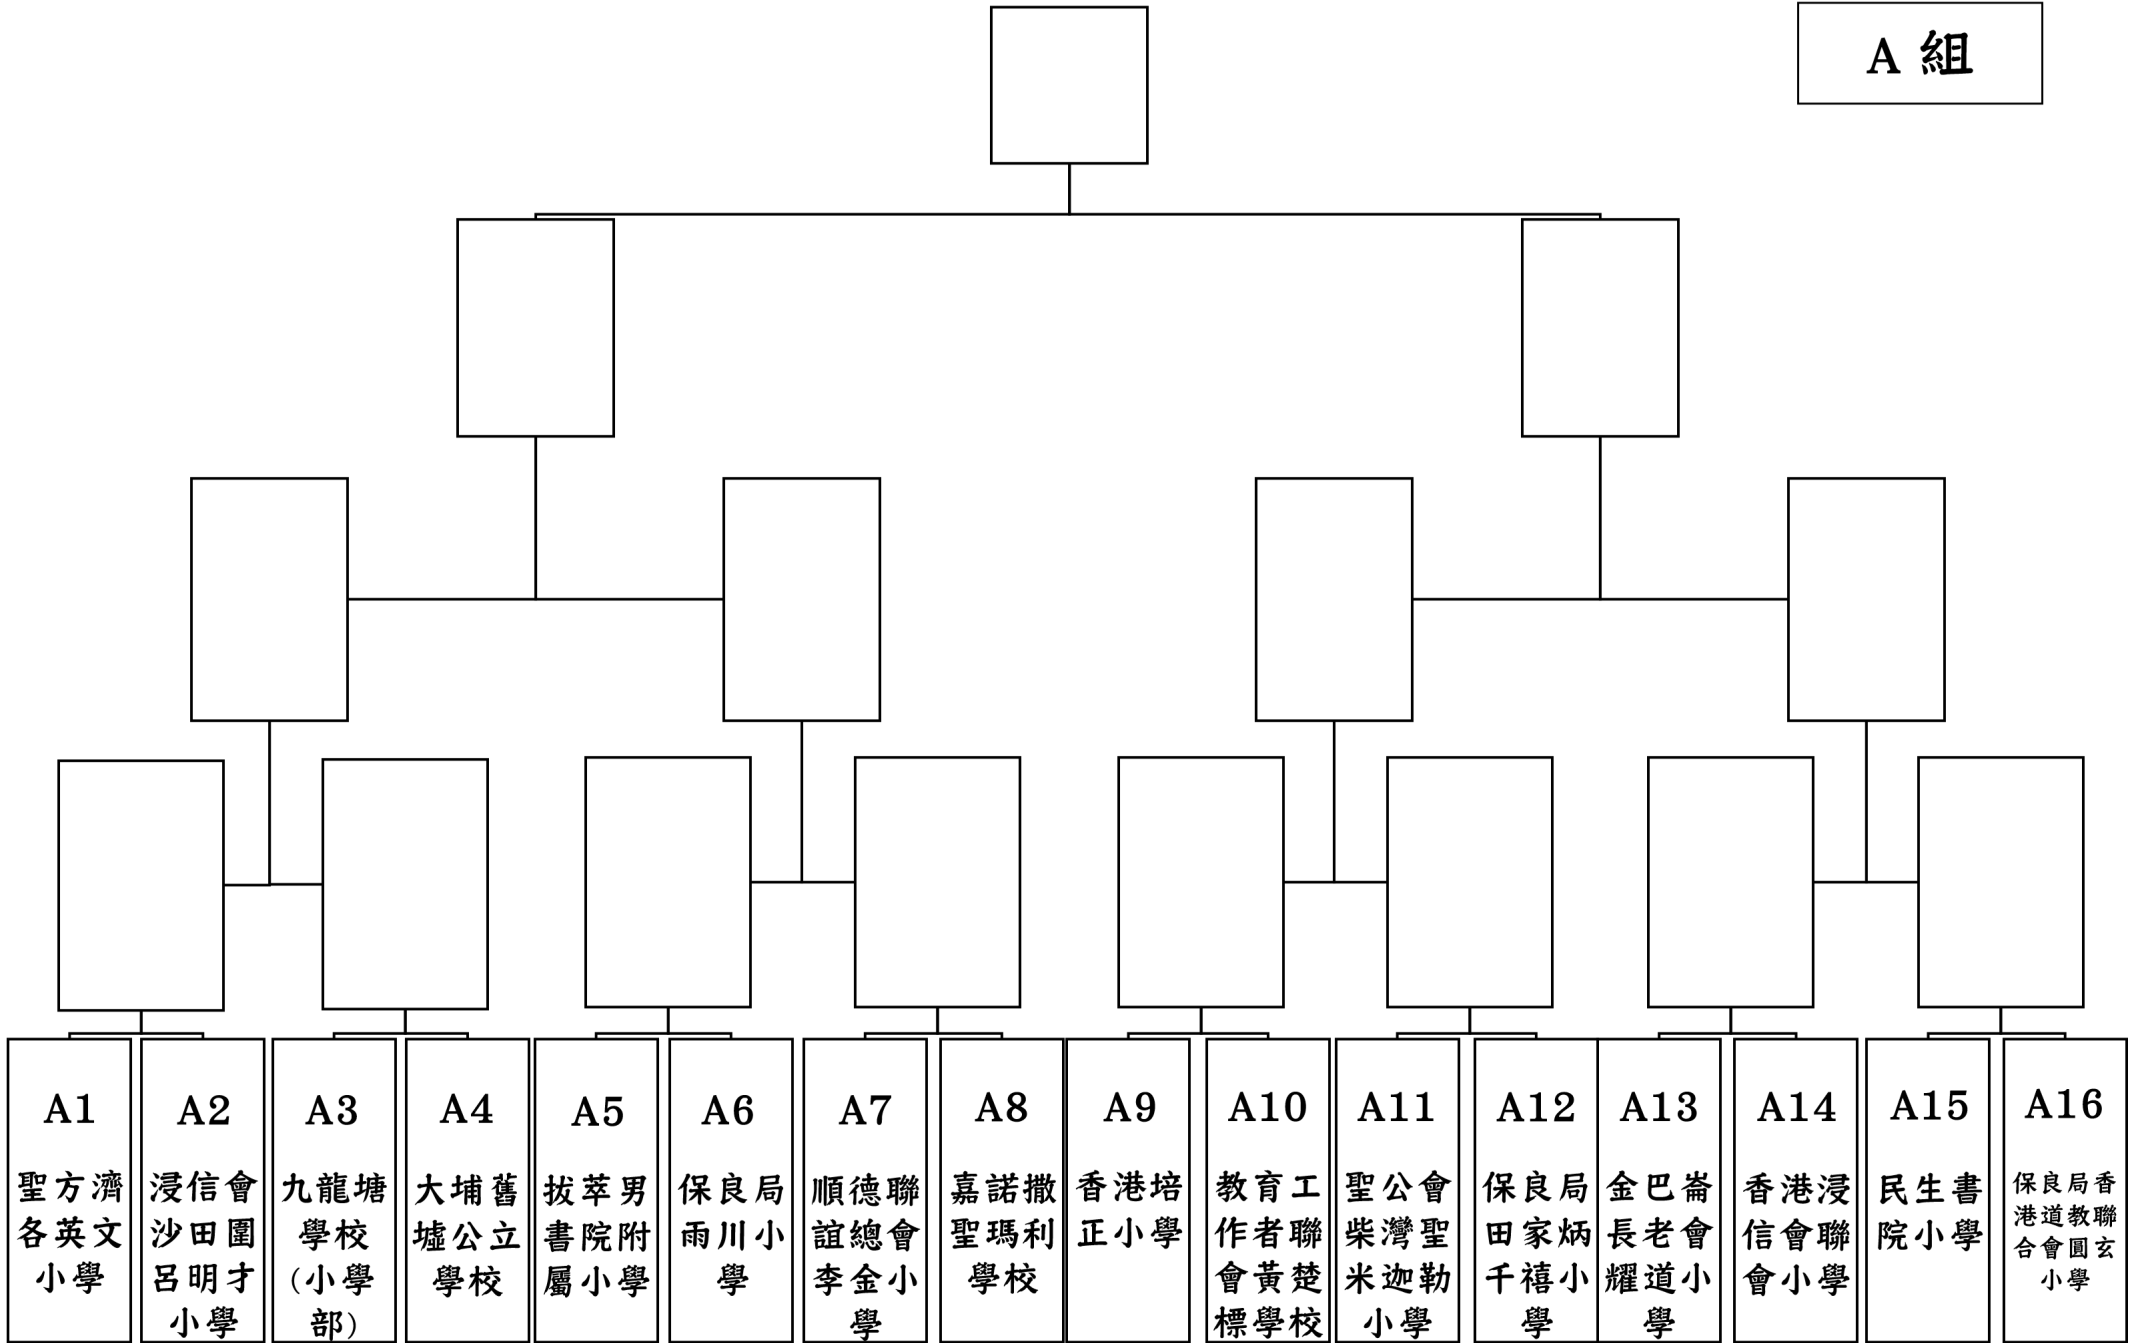 A 組
A1
聖方濟
各英文
小學
A2
浸信會
沙田圍
呂明才
小學
A3
九龍塘
學校
(小學
部)
A4
大埔舊
墟公立
學校
A5
拔萃男
書院附
屬小學
A6
保良局
雨川小
學
A7
順德聯
誼總會
李金小
學
A8
嘉諾撒
聖瑪利
學校
A9
香港培
正小學
A10
教育工
作者聯
會黃楚
標學校
A11
聖公會
柴灣聖
米迦勒
小學
A12
保良局
田家炳
千禧小
學
A13
金巴崙
長老會
耀道小
學
A14
香港浸
信會聯
會小學
A15
民生書
院小學
A16
保良局香
港道教聯
合會圓玄
小學